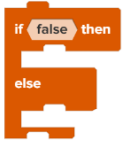 if false then
else